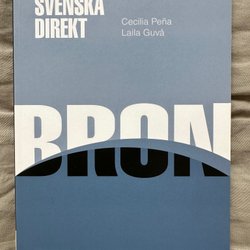 SVENSKA
DIREKT
Cecilia Peña
Laila Guvå
BRON